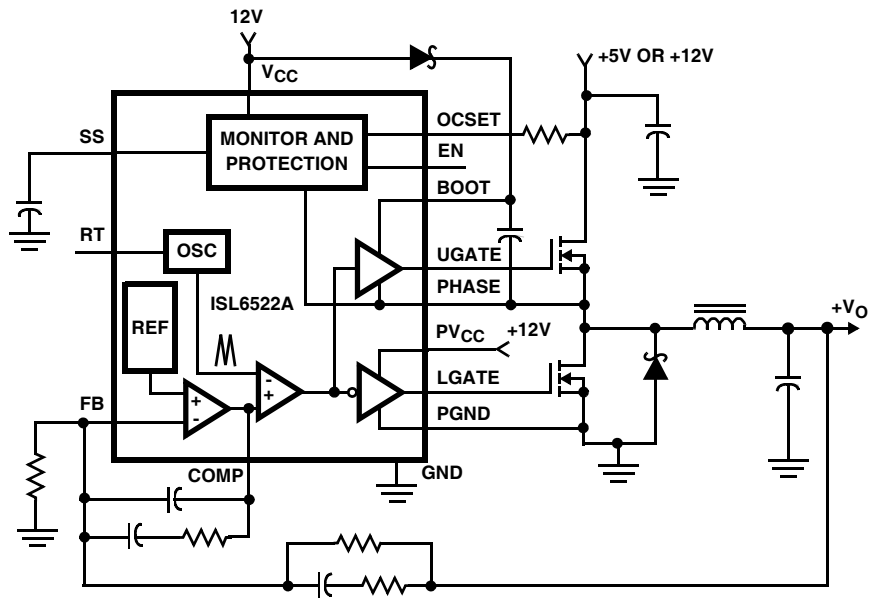 12V
VCC
+5V OR +12V
SS
MONITOR AND
PROTECTION
OCSET
EN
BOOT
RT
OSC
UGATE
PHASE
ISL6522A
REF
+VO
PVCC
+12V
LGATE
PGND
FB
+
-
-
+
COMP
GND